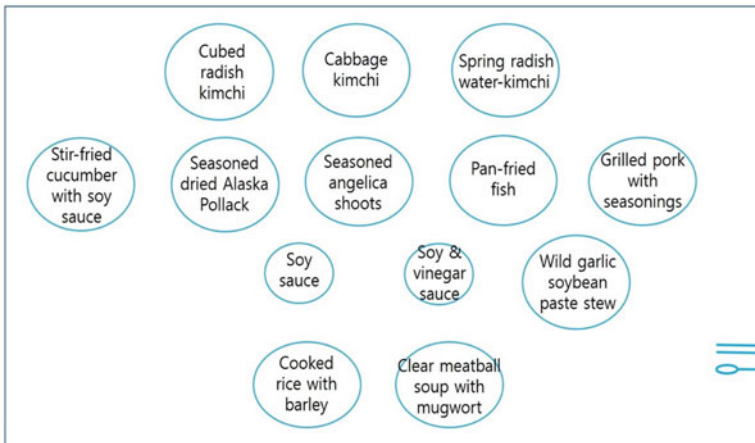 Cubed
radish
kimchi
Cabbage
kimchi
Spring radish
water-kimchi
Stir-fried
cucumber
with soy
sauce
Seasoned
dried Alaska
Pollack
Seasoned
angelica
shoots
Pan-fried
fish
Grilled pork
with
seasonings
Soy
sauce
Soy &
vinegar
sauce
Wild garlic
soybean
paste stew
Cooked
rice with
barley
Clear meatball
soup with
mugwort